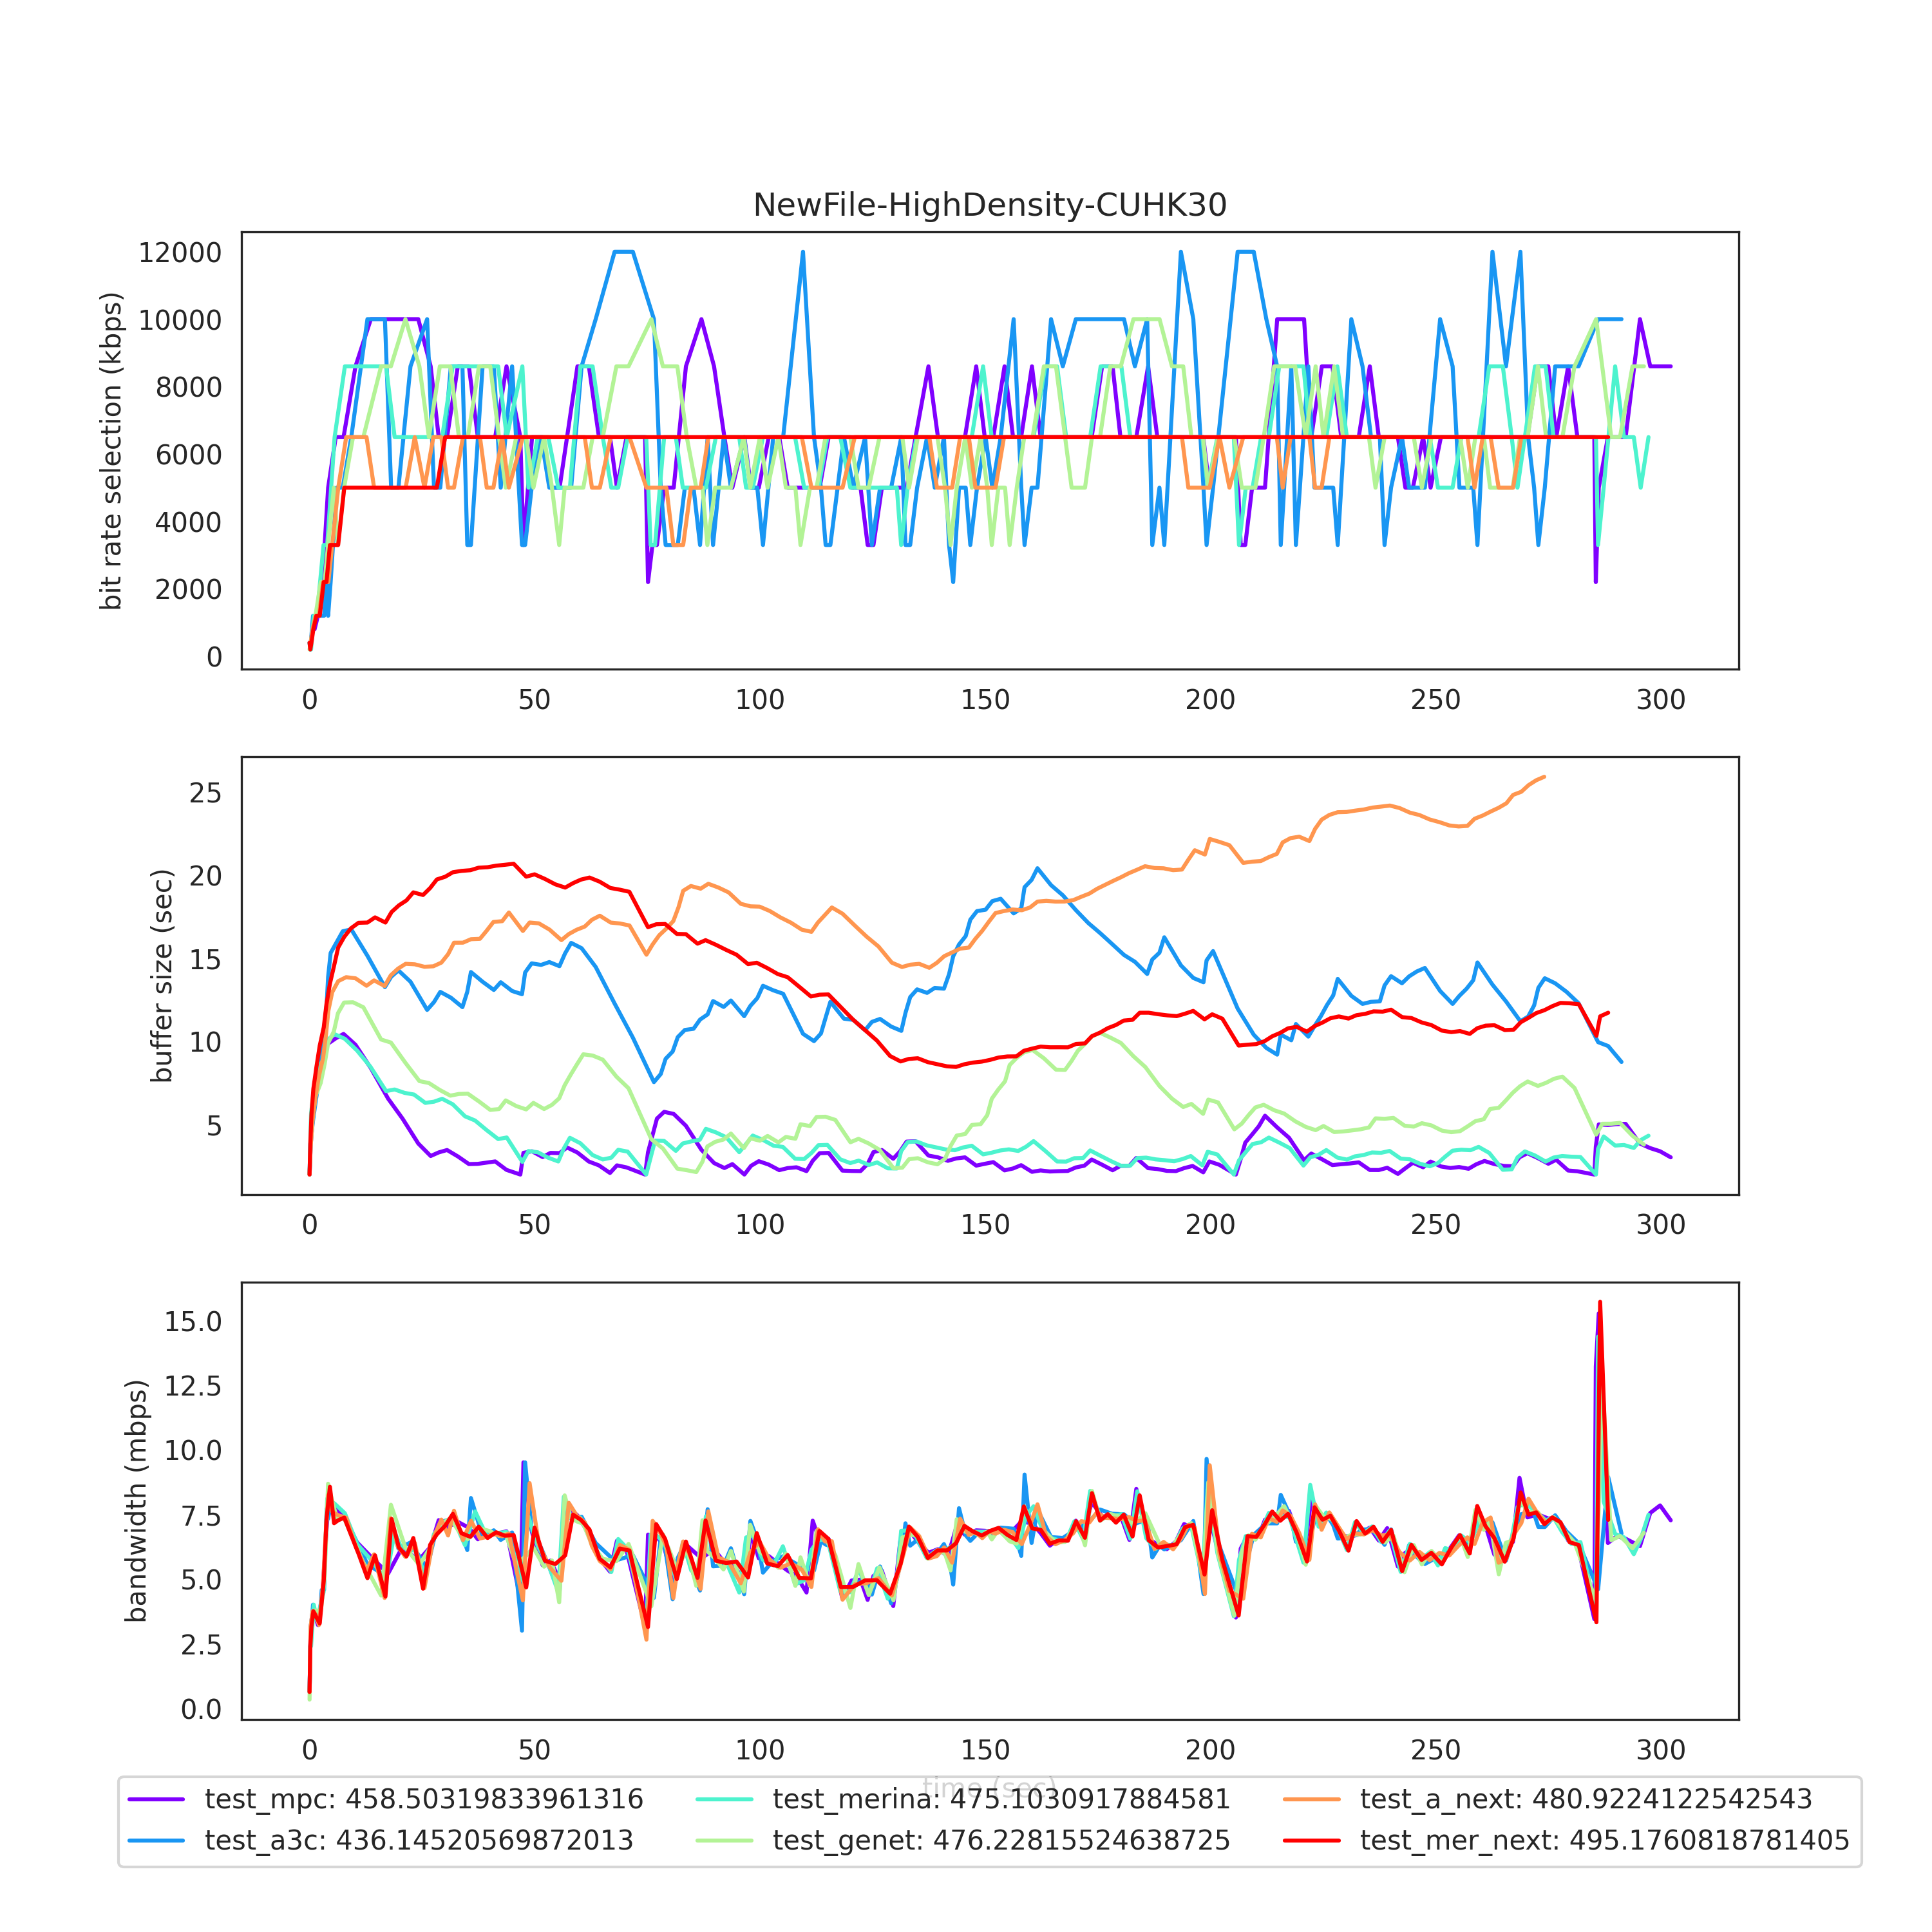 NewFile-HighDensity-CUHK30
bit rate selection (kbps)
12000
10000
8000
6000
4000
2000
0
0 50 100 150 200 250 300
buffer size (sec)
25
20
15
10
5
0 50 100 150 200 250 300
bandwidth (mbps)
15.0
12.5
10.0
7.5
5.0
2.5
0.0
0 50 100 150 200 250 300
time (sec)
test_mpc: 458.50319833961316 test_merina: 475.1030917884581 test_a_next: 480.9224122542543
test_a3c: 436.14520569872013 test_genet: 476.22815524638725 test_mer_next: 495.1760818781405